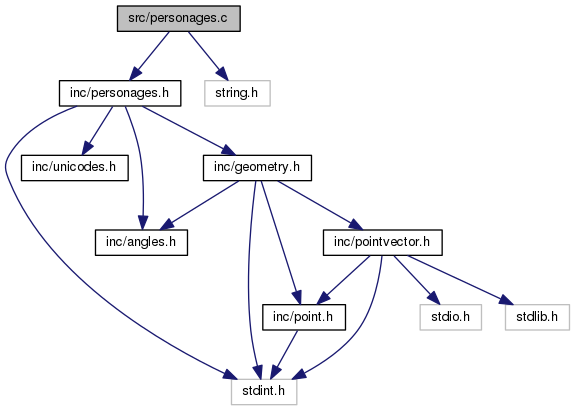 src/personages.c
inc/personages.h
string.h
inc/unicodes.h
inc/geometry.h
inc/angles.h
inc/pointvector.h
inc/point.h
stdio.h
stdlib.h
stdint.h